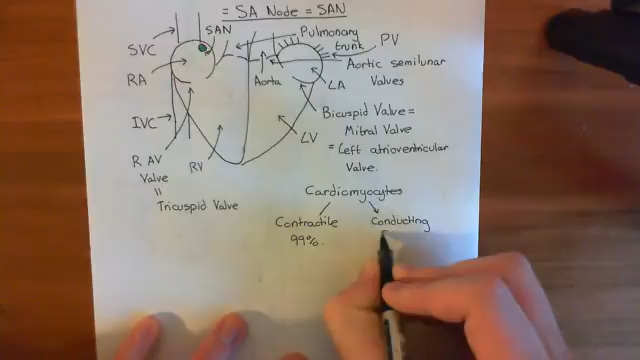 = SA Node = SAN
SAN
SVC
Pulmonary
trunk
PV
RA
Aorta
Aortic semilunar
Valves
LA
IVC
Bicuspid Valve =
Mitral Valve
= Left atrioventricular
Valve.
LV
RV
R AV
Valve
=
Tricuspid Valve
Cardiomyocytes
Contractile
99%.
Conducting